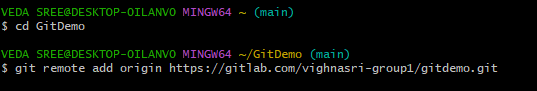 VEDA SREE@DESKTOP-OILANVO MINGW64 ~ (main)
$ cd GitDemo
VEDA SREE@DESKTOP-OILANVO MINGW64 ~/GitDemo (main)
$ git remote add origin https://gitlab.com/vighnasri-group1/gitdemo.git